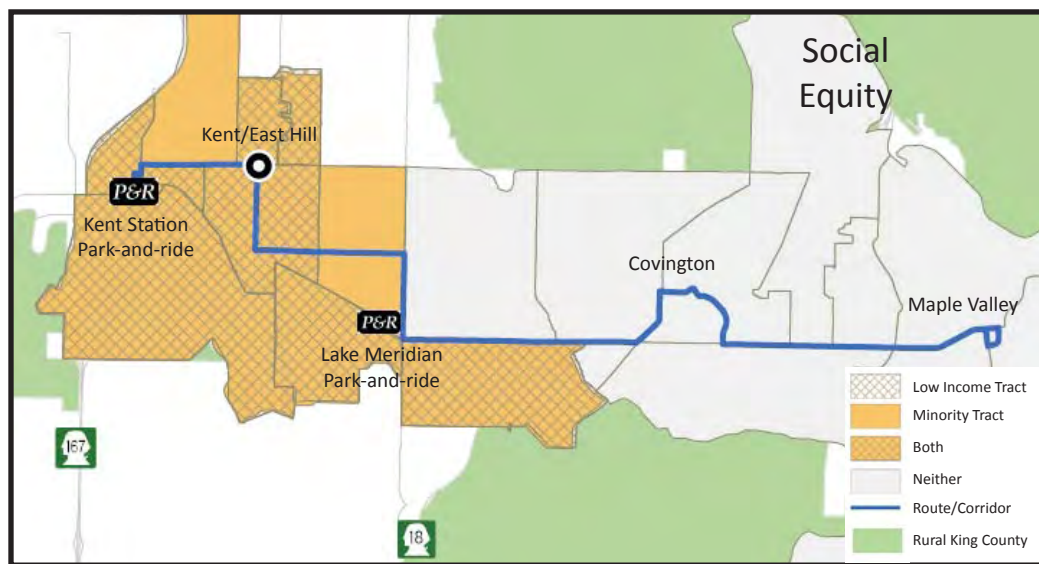 Social
Equity
Kent/East Hill
P&R
Kent Station
Park-and-ride
Covington
Maple Valley
P&R
Lake Meridian
Park-and-ride
Low Income Tract
Minority Tract
Both
Neither
Route/Corridor
Rural King County
167
18